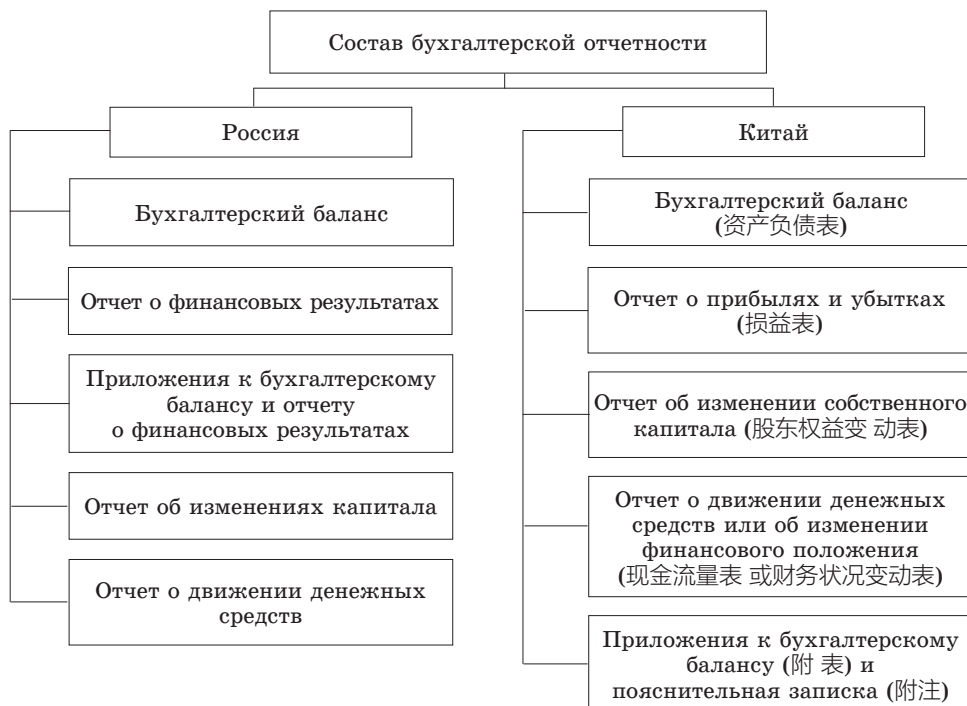 Состав бухгалтерской отчетности
Россия
Бухгалтерский баланс
Отчет о финансовых результатах
Приложения к бухгалтерскому
балансу и отчету
о финансовых результатах
Отчет об изменениях капитала
Отчет о движении денежных
средств
Китай
Бухгалтерский баланс
(资产负债表)
Отчет о прибылях и убытках
(损益表)
Отчет об изменении собственного
капитала (股东权益变 动表)
Отчет о движении денежных
средств или об изменении
финансового положения
(现金流量表 或财务状况变动表)
Приложения к бухгалтерскому
балансу (附 表) и
пояснительная записка (附注)